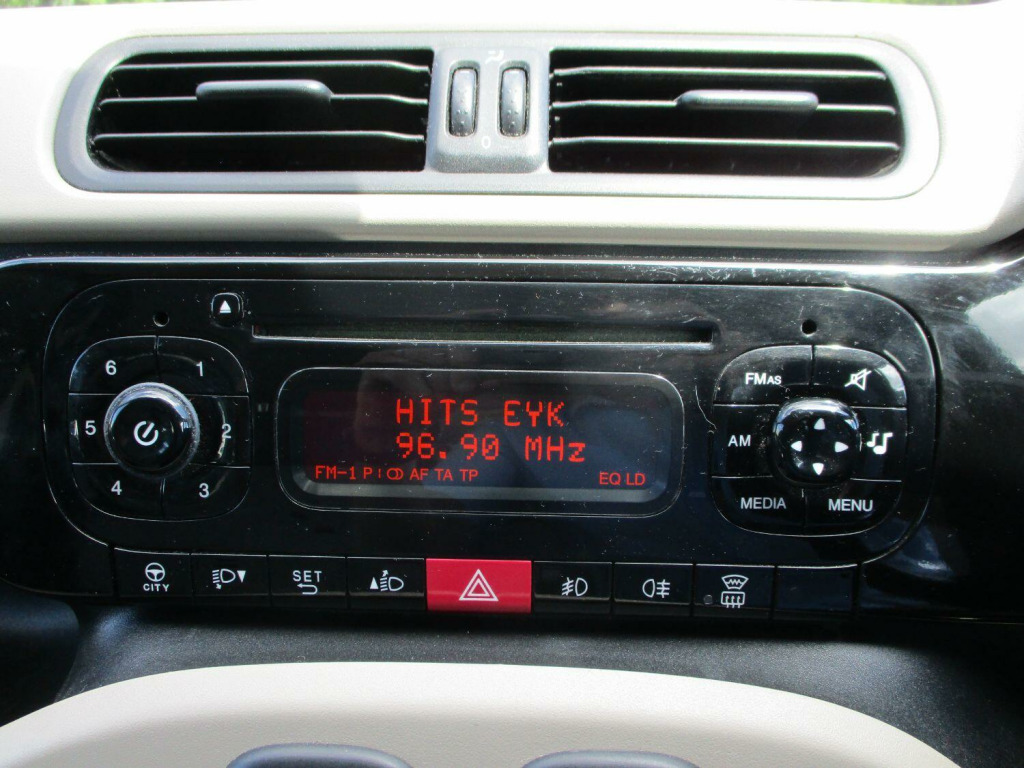 0
6 1
5 2
4 3
HITS EYK
96.90 MHz
FM-1 P: AF TA TP EQ LD
FMAS
AM
MEDIA MENU
CITY
SET